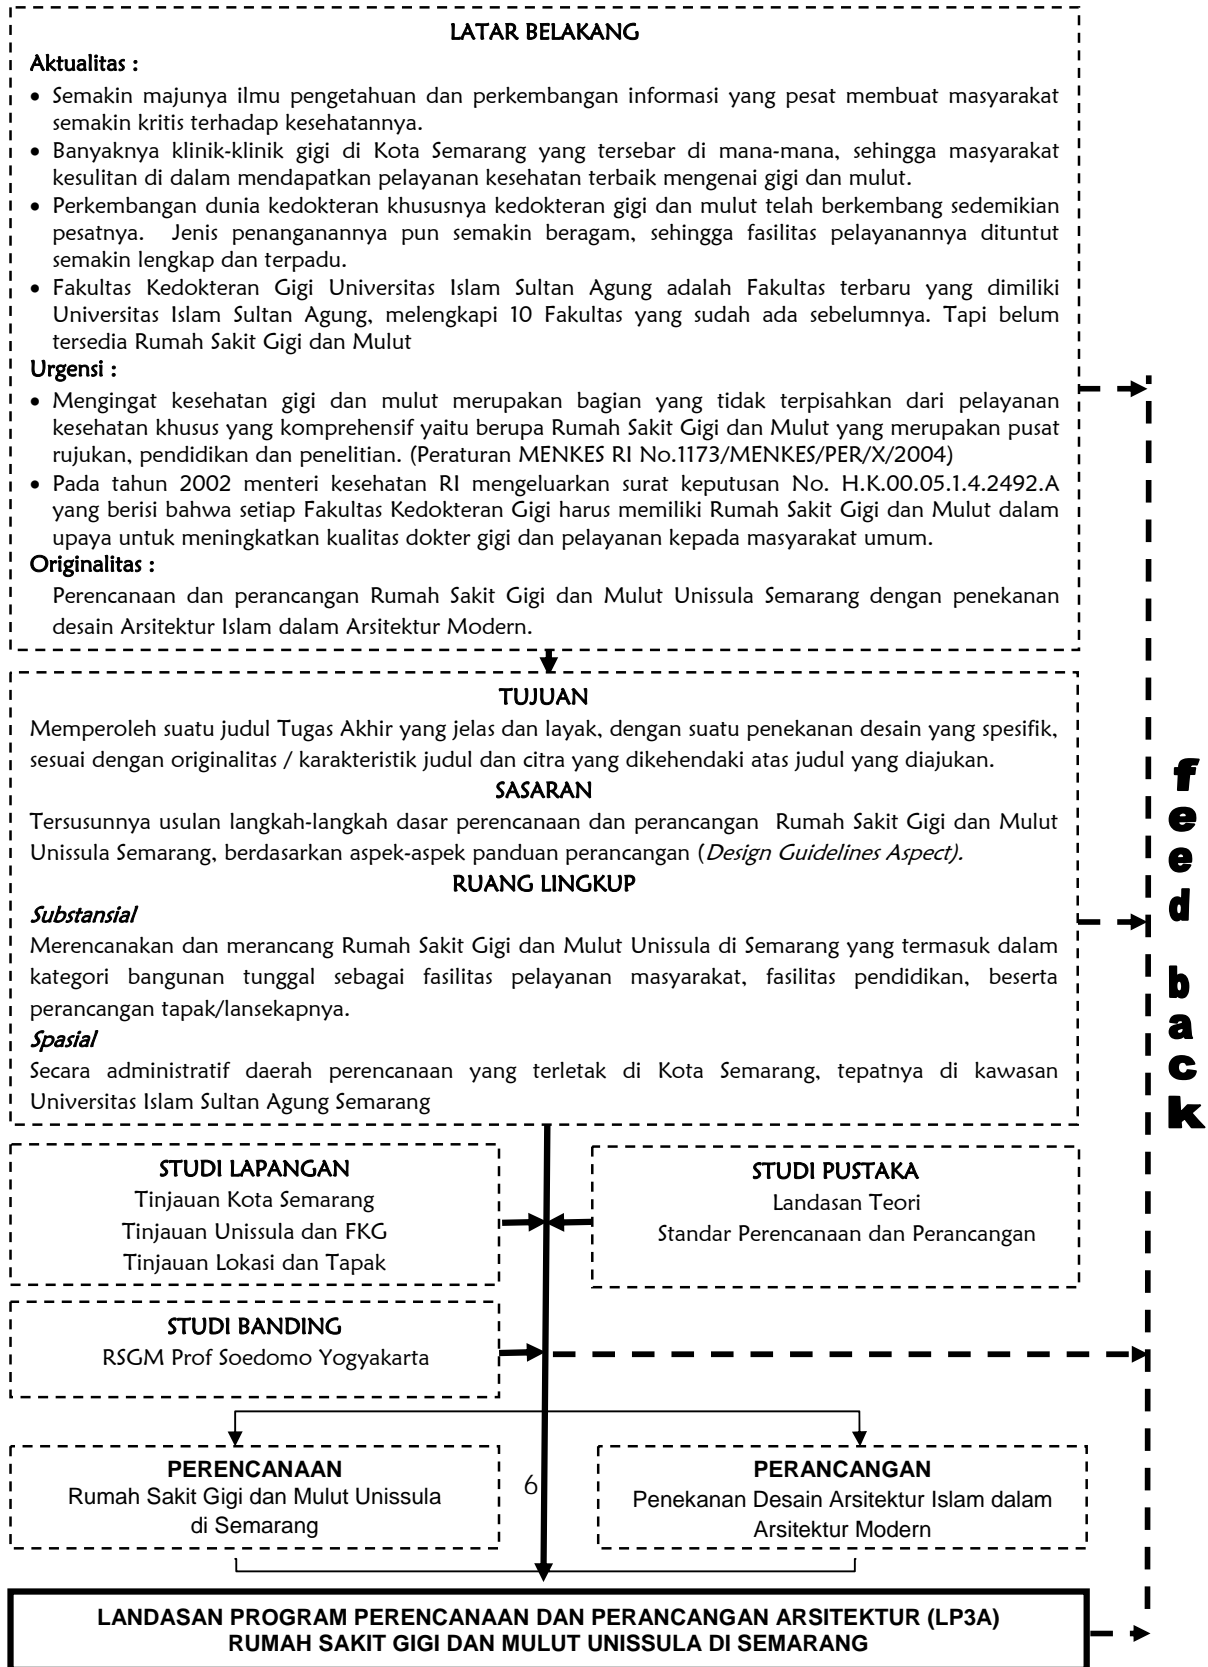 LATAR BELAKANG
Aktualitas :
• Semakin majunya ilmu pengetahuan dan perkembangan informasi yang pesat membuat masyarakat
semakin kritis terhadap kesehatannya.
• Banyaknya klinik-klinik gigi di Kota Semarang yang tersebar di mana-mana, sehingga masyarakat
kesulitan di dalam mendapatkan pelayanan kesehatan terbaik mengenai gigi dan mulut.
• Perkembangan dunia kedokteran khususnya kedokteran gigi dan mulut telah berkembang sedemikian
pesatnya. Jenis penanganannya pun semakin beragam, sehingga fasilitas pelayanannya dituntut
semakin lengkap dan terpadu.
• Fakultas Kedokteran Gigi Universitas Islam Sultan Agung adalah Fakultas terbaru yang dimiliki
Universitas Islam Sultan Agung, melengkapi 10 Fakultas yang sudah ada sebelumnya. Tapi belum
tersedia Rumah Sakit Gigi dan Mulut
Urgensi :
• Mengingat kesehatan gigi dan mulut merupakan bagian yang tidak terpisahkan dari pelayanan
kesehatan khusus yang komprehensif yaitu berupa Rumah Sakit Gigi dan Mulut yang merupakan pusat
rujukan, pendidikan dan penelitian. (Peraturan MENKES RI No.1173/MENKES/PER/X/2004)
• Pada tahun 2002 menteri kesehatan RI mengeluarkan surat keputusan No. H.K.00.05.1.4.2492.A
yang berisi bahwa setiap Fakultas Kedokteran Gigi harus memiliki Rumah Sakit Gigi dan Mulut dalam
upaya untuk meningkatkan kualitas dokter gigi dan pelayanan kepada masyarakat umum.
Originalitas :
Perencanaan dan perancangan Rumah Sakit Gigi dan Mulut Unissula Semarang dengan penekanan
desain Arsitektur Islam dalam Arsitektur Modern.
TUJUAN
Memperoleh suatu judul Tugas Akhir yang jelas dan layak, dengan suatu penekanan desain yang spesifik,
sesuai dengan originalitas / karakteristik judul dan citra yang dikehendaki atas judul yang diajukan.
SASARAN
Tersusunnya usulan langkah-langkah dasar perencanaan dan perancangan Rumah Sakit Gigi dan Mulut
Unissula Semarang, berdasarkan aspek-aspek panduan perancangan (Design Guidelines Aspect).
RUANG LINGKUP
Substansial
Merencanakan dan merancang Rumah Sakit Gigi dan Mulut Unissula di Semarang yang termasuk dalam
kategori bangunan tunggal sebagai fasilitas pelayanan masyarakat, fasilitas pendidikan, beserta
perancangan tapak/lansekapnya.
Spasial
Secara administratif daerah perencanaan yang terletak di Kota Semarang, tepatnya di kawasan
Universitas Islam Sultan Agung Semarang
feed back
STUDI LAPANGAN
Tinjauan Kota Semarang
Tinjauan Unissula dan FKG
Tinjauan Lokasi dan Tapak
STUDI PUSTAKA
Landasan Teori
Standar Perencanaan dan Perancangan
STUDI BANDING
RSGM Prof Soedomo Yogyakarta
PERENCANAAN
Rumah Sakit Gigi dan Mulut Unissula
di Semarang
6
PERANCANGAN
Penekanan Desain Arsitektur Islam dalam
Arsitektur Modern
LANDASAN PROGRAM PERENCANAAN DAN PERANCANGAN ARSITEKTUR (LP3A)
RUMAH SAKIT GIGI DAN MULUT UNISSULA DI SEMARANG